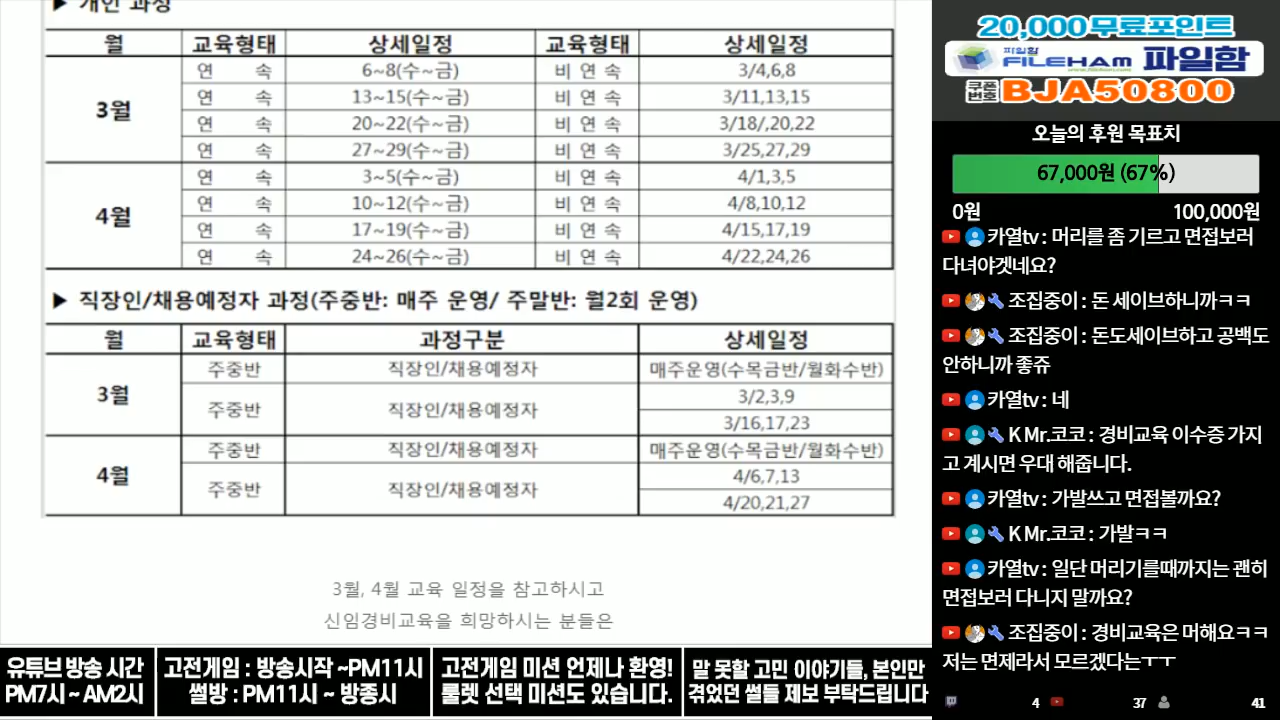 ▶ 개인 과정
월 교육형태 상세일정 교육형태 상세일정
3월 연 속 6~8(수~금) 비 연 속 3/4,6,8
연 속 13~15(수~금) 비 연 속 3/11,13,15
연 속 20~22(수~금) 비 연 속 3/18/,20,22
연 속 27~29(수~금) 비 연 속 3/25,27,29
4월 연 속 3~5(수~금) 비 연 속 4/1,3,5
연 속 10~12(수~금) 비 연 속 4/8,10,12
연 속 17~19(수~금) 비 연 속 4/15,17,19
연 속 24~26(수~금) 비 연 속 4/22,24,26
▶ 직장인/채용예정자 과정(주중반: 매주 운영/ 주말반: 월2회 운영)
월 교육형태 과정구분 상세일정
3월 주중반 직장인/채용예정자 매주운영(수목금반/월화수반)
주중반 직장인/채용예정자 3/2,3,9
3/16,17,23
4월 주중반 직장인/채용예정자 매주운영(수목금반/월화수반)
주중반 직장인/채용예정자 4/6,7,13
4/20,21,27
3월, 4월 교육 일정을 참고하시고
신임경비교육을 희망하시는 분들은
유튜브 방송 시간
PM7시 ~ AM2시
고전게임 : 방송시작 ~PM11시
썰방 : PM11시 ~ 방종시
고전게임 미션 언제나 환영!
룰렛 선택 미션도 있습니다.
말 못할 고민 이야기들, 본인만
겪었던 썰들 제보 부탁드립니다
20,000무료포인트
파일함 FILEHAM 파일함
www.fileham.com
쿠폰번호 BJA50800
오늘의 후원 목표치
67,000원 (67%)
0원 100,000원
카열tv : 머리를 좀 기르고 면접보러
다녀야겟네요?
조집중이 : 돈 세이브하니까ㅋㅋ
조집중이 : 돈도세이브하고 공백도
안하니까 좋쥬
카열tv : 네
K Mr.코코 : 경비교육 이수증 가지
고 계시면 우대 해줍니다.
카열tv : 가발쓰고 면접볼까요?
K Mr.코코 : 가발ㅋㅋ
카열tv : 일단 머리기를때까지는 괜히
면접보러 다니지 말까요?
조집중이 : 경비교육은 머해요ㅋㅋ
저는 면제라서 모르겠다는ㅜㅜ
4 37 41